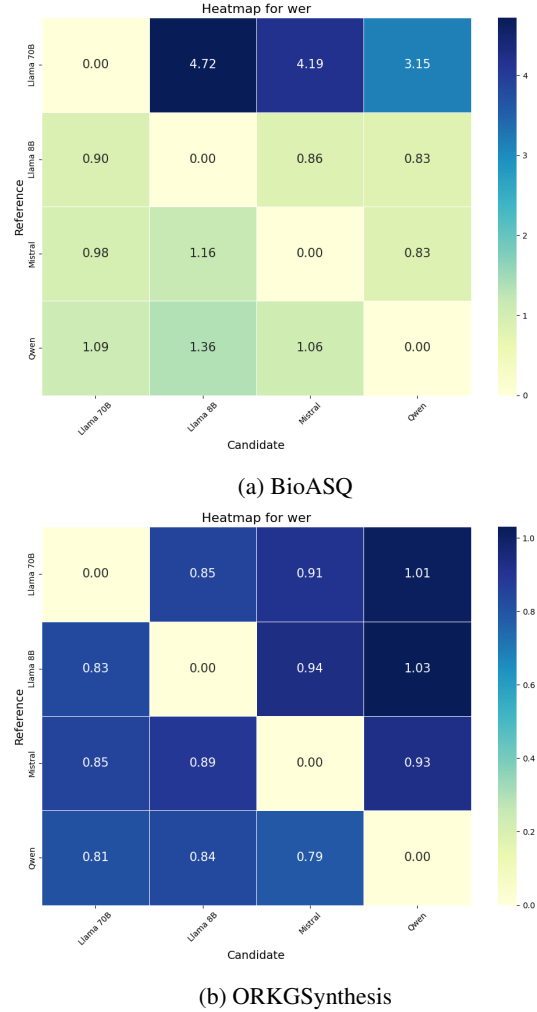 Heatmap for wer
Reference
Llama 70B 0.00 4.72 4.19 3.15
Llama 8B 0.90 0.00 0.86 0.83
Mistral 0.98 1.16 0.00 0.83
Qwen 1.09 1.36 1.06 0.00
Llama 70B Llama 8B Mistral Qwen
Candidate
4
3
2
1
0
(a) BioASQ
Heatmap for wer
Reference
Llama 70B 0.00 0.85 0.91 1.01
Llama 8B 0.83 0.00 0.94 1.03
Mistral 0.85 0.89 0.00 0.93
Qwen 0.81 0.84 0.79 0.00
Llama 70B Llama 8B Mistral Qwen
Candidate
1.0
0.8
0.6
0.4
0.2
0.0
(b) ORKGSynthesis